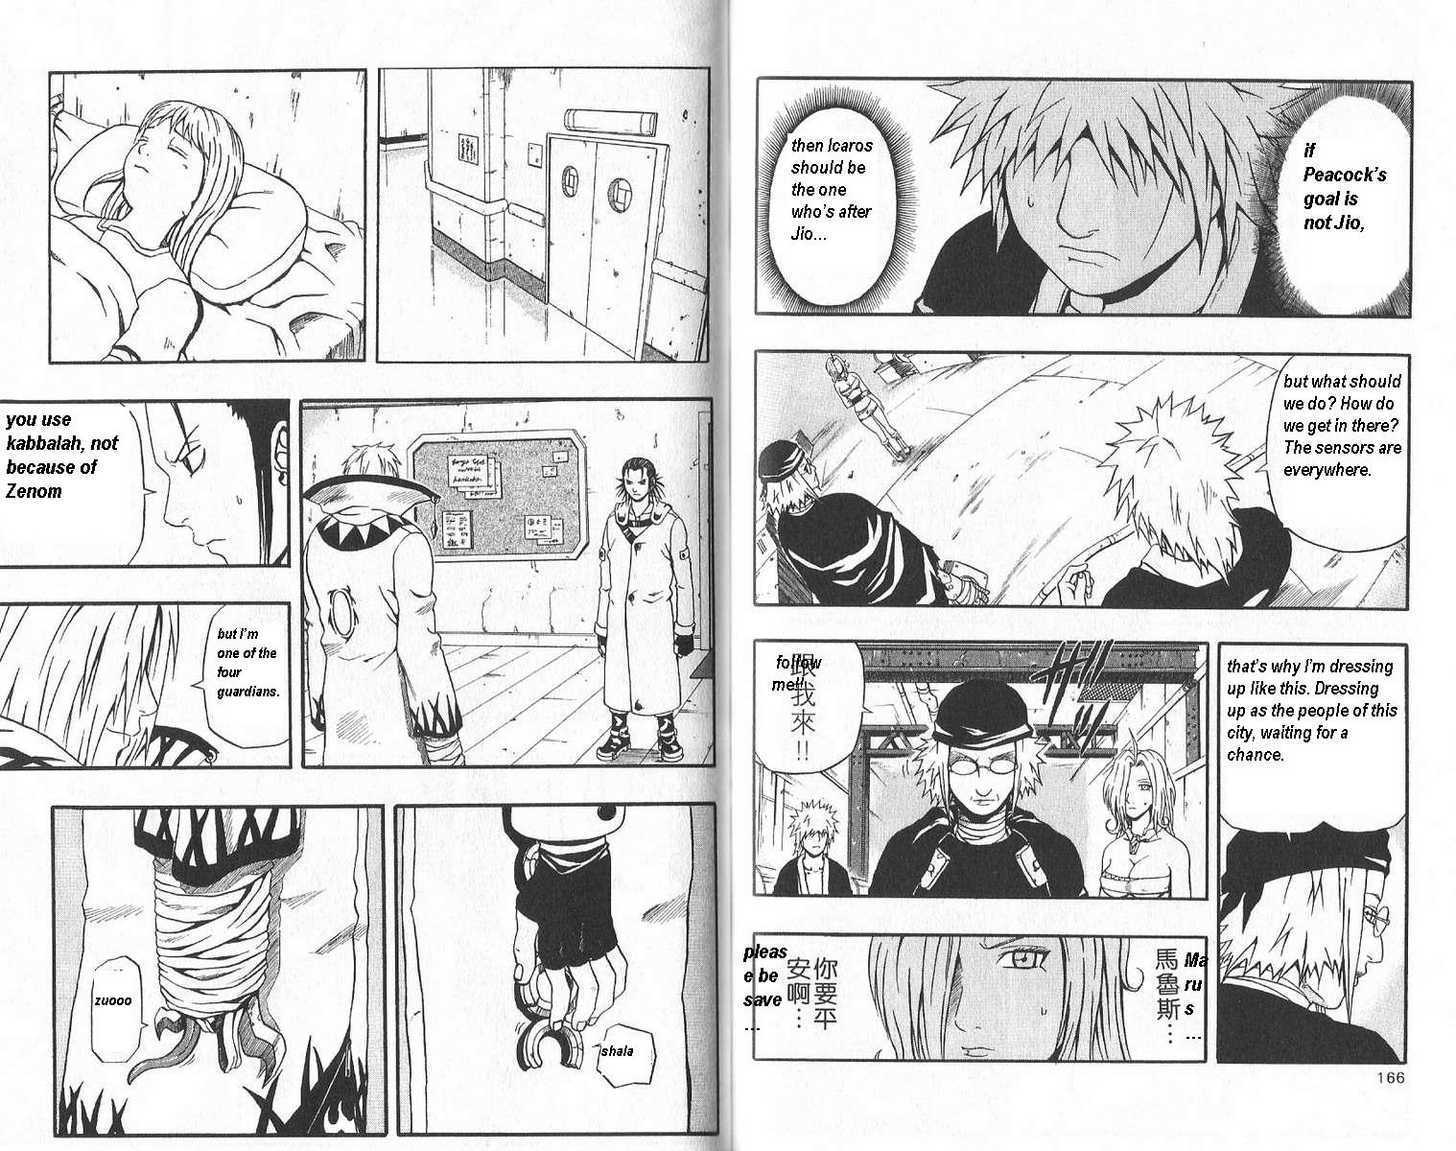 if
Peacock's
goal is
not Jio,
then Icaros
should be
the one
who's after
Jio...
but what should
we do? How do
we get in there?
The sensors are
everywhere.
that's why I'm dressing
up like this. Dressing
up as the people of this
city, waiting for a
chance.
follow
me!!
跟我來!!
Ma
ru
s
...
馬魯斯...
你要平
安啊...
pleas
e be
save
...
166
you use
kabbalah, not
because of
Zenom
but I'm
one of the
four
guardians.
shala
zuooo